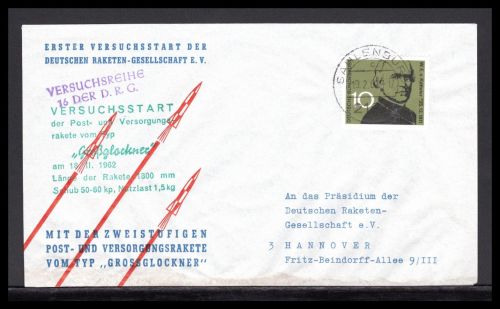 ERSTER VERSUCHSSTART DER
DEUTSCHEN RAKETEN-GESELLSCHAFT E. V.
VERSUCHSREIHE
16 DER D. R. G.
VERSUCHSSTART
der Post- und Versorgungs-
rakete vom Typ
„Großglockner"
1962
Länge der Rakete 1300 mm
Schub 50-60 kp, Nutzlast 1,5 kg
MIT DER ZWEISTUFIGEN
POST- UND VERSORGUNGSRAKETE
VOM TYP „GROSSGLOCKNER"
10
An das Präsidium der
Deutschen Raketen-
Gesellschaft e.V.
3 HANNOVER
Fritz-Beindorff-Allee 9/III